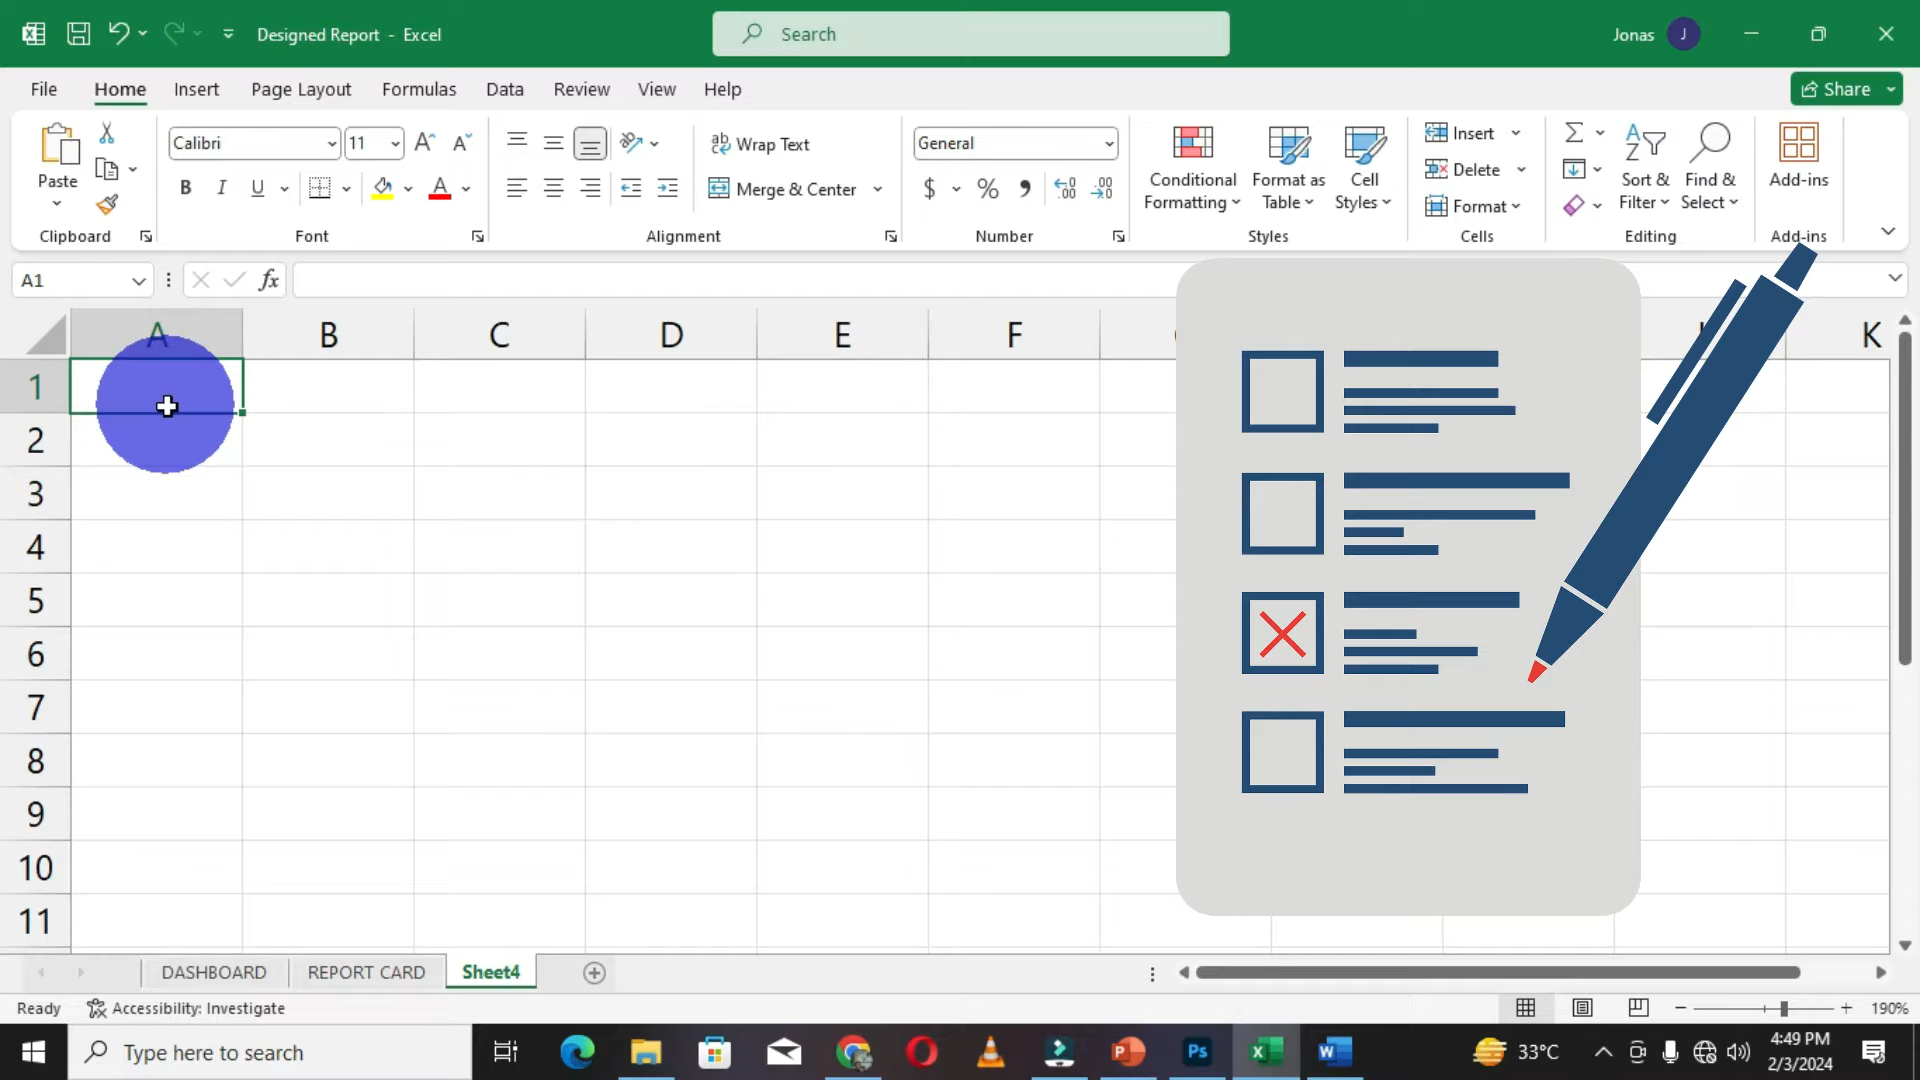 Designed Report - Excel
Search
Jonas
J
File Home Insert Page Layout Formulas Data Review View Help
Share
Paste
Calibri
11
Wrap Text
Merge & Center
General
Conditional Formatting
Format as Table
Cell Styles
Insert
Delete
Format
Sort & Filter
Find & Select
Add-ins
Clipboard Font Alignment Number Styles Cells Editing Add-ins
A1
fx
A B C D E F K
1
2
3
4
5
6
7
8
9
10
11
DASHBOARD REPORT CARD Sheet4
Ready Accessibility: Investigate 190%
Type here to search
33°C
4:49 PM
2/3/2024